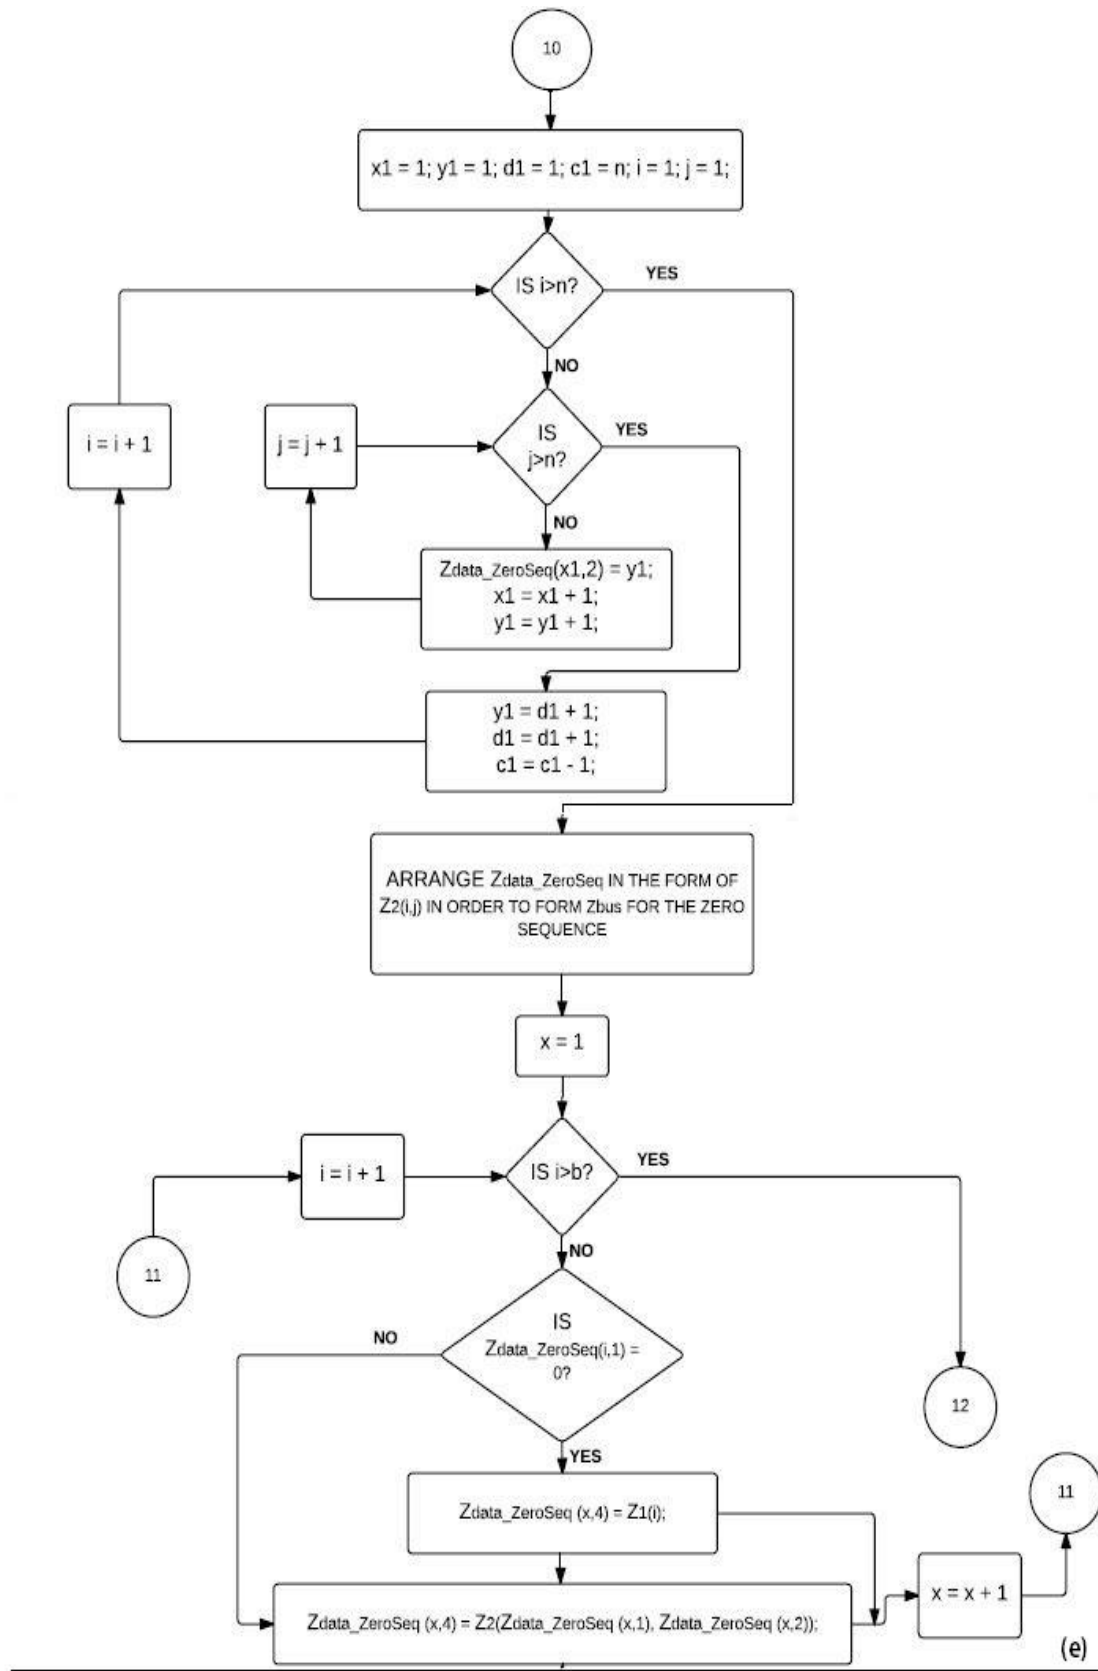 10
x1 = 1; y1 = 1; d1 = 1; c1 = n; i = 1; j = 1;
IS i>n?
YES
NO
i = i + 1
j = j + 1
IS
j>n?
YES
NO
Zdata_ZeroSeq(x1,2) = y1;
x1 = x1 + 1;
y1 = y1 + 1;
y1 = d1 + 1;
d1 = d1 + 1;
c1 = c1 - 1;
ARRANGE Zdata_ZeroSeq IN THE FORM OF
Z2(i,j) IN ORDER TO FORM Zbus FOR THE ZERO
SEQUENCE
x = 1
i = i + 1
IS i>b?
YES
NO
11
IS
Zdata_ZeroSeq(i,1) =
0?
NO
YES
12
11
Zdata_ZeroSeq (x,4) = Z1(i);
x = x + 1
Zdata_ZeroSeq (x,4) = Z2(Zdata_ZeroSeq (x,1), Zdata_ZeroSeq (x,2));
(e)